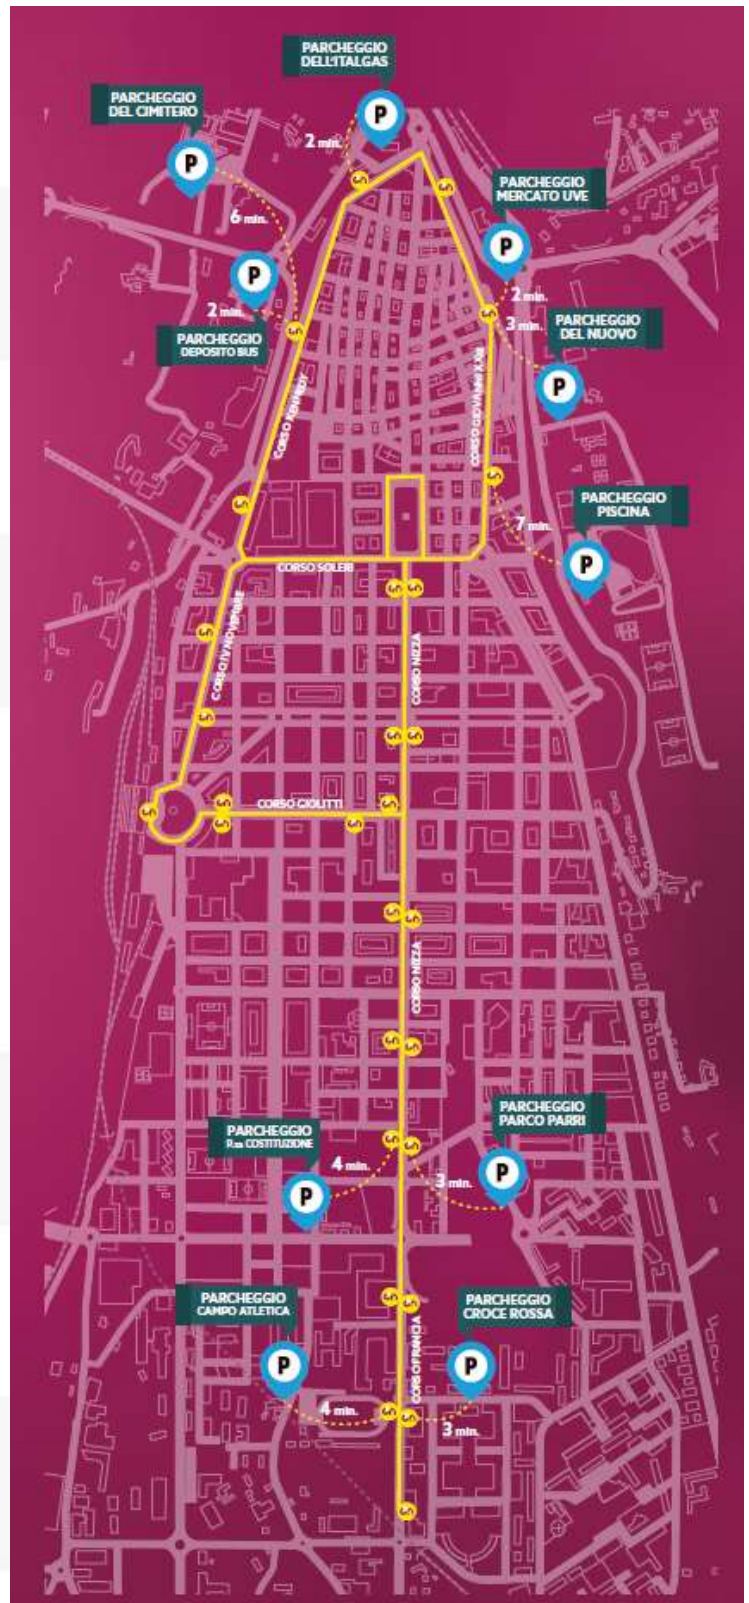 PARCHEGGIO
DELL'ITALGAS
P
PARCHEGGIO
DEL CIMITERO
P
2 min.
PARCHEGGIO
MERCATO UVE
P
6 min.
P
2 min.
PARCHEGGIO
DEPOSITO BUS
2 min.
3 min.
PARCHEGGIO
DEL NUOVO
P
CORSO KENNEDY
CORSO GIOVANNI XXIII
PARCHEGGIO
PISCINA
P
7 min.
CORSO SOLERI
CORSO IV NOVEMBRE
CORSO NIZZA
CORSO GIOLITTI
CORSO NIZZA
PARCHEGGIO
P.za COSTITUZIONE
P
4 min.
PARCHEGGIO
PARCO PARRI
P
3 min.
PARCHEGGIO
CAMPO ATLETICA
P
4 min.
PARCHEGGIO
CROCE ROSSA
P
3 min.
CORSO FRANCIA